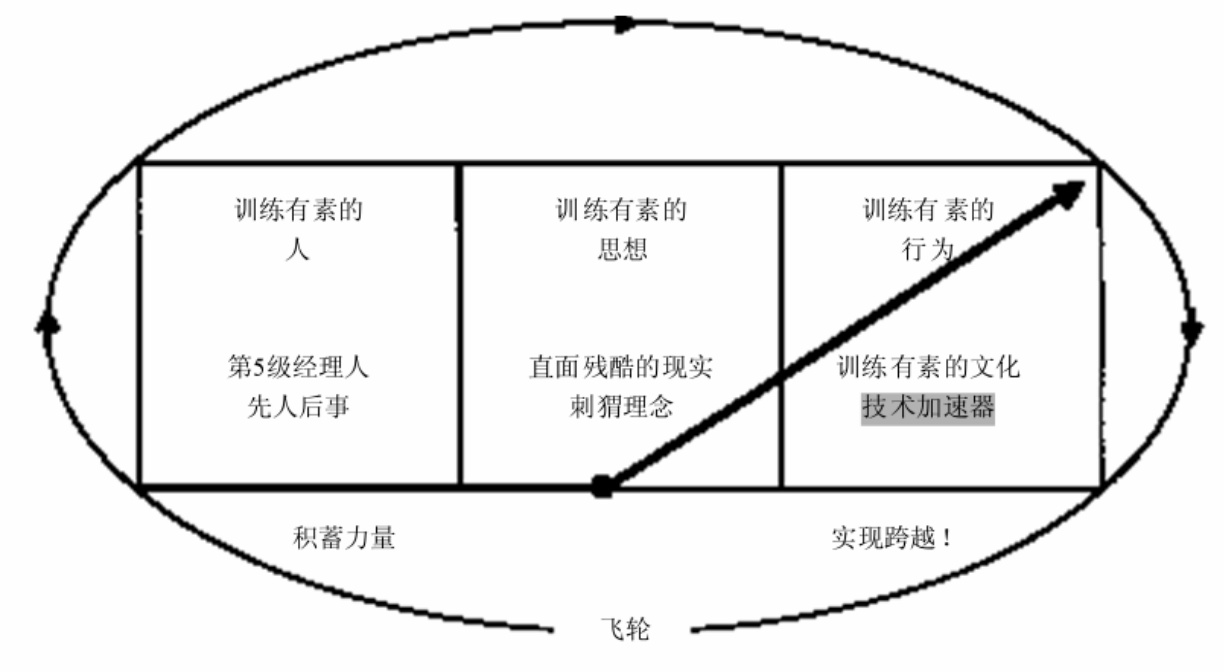 训练有素的
人
第5级经理人
先人后事
训练有素的
思想
直面残酷的现实
刺猬理念
训练有素的
行为
训练有素的文化
技术加速器
积蓄力量
实现跨越！
飞轮